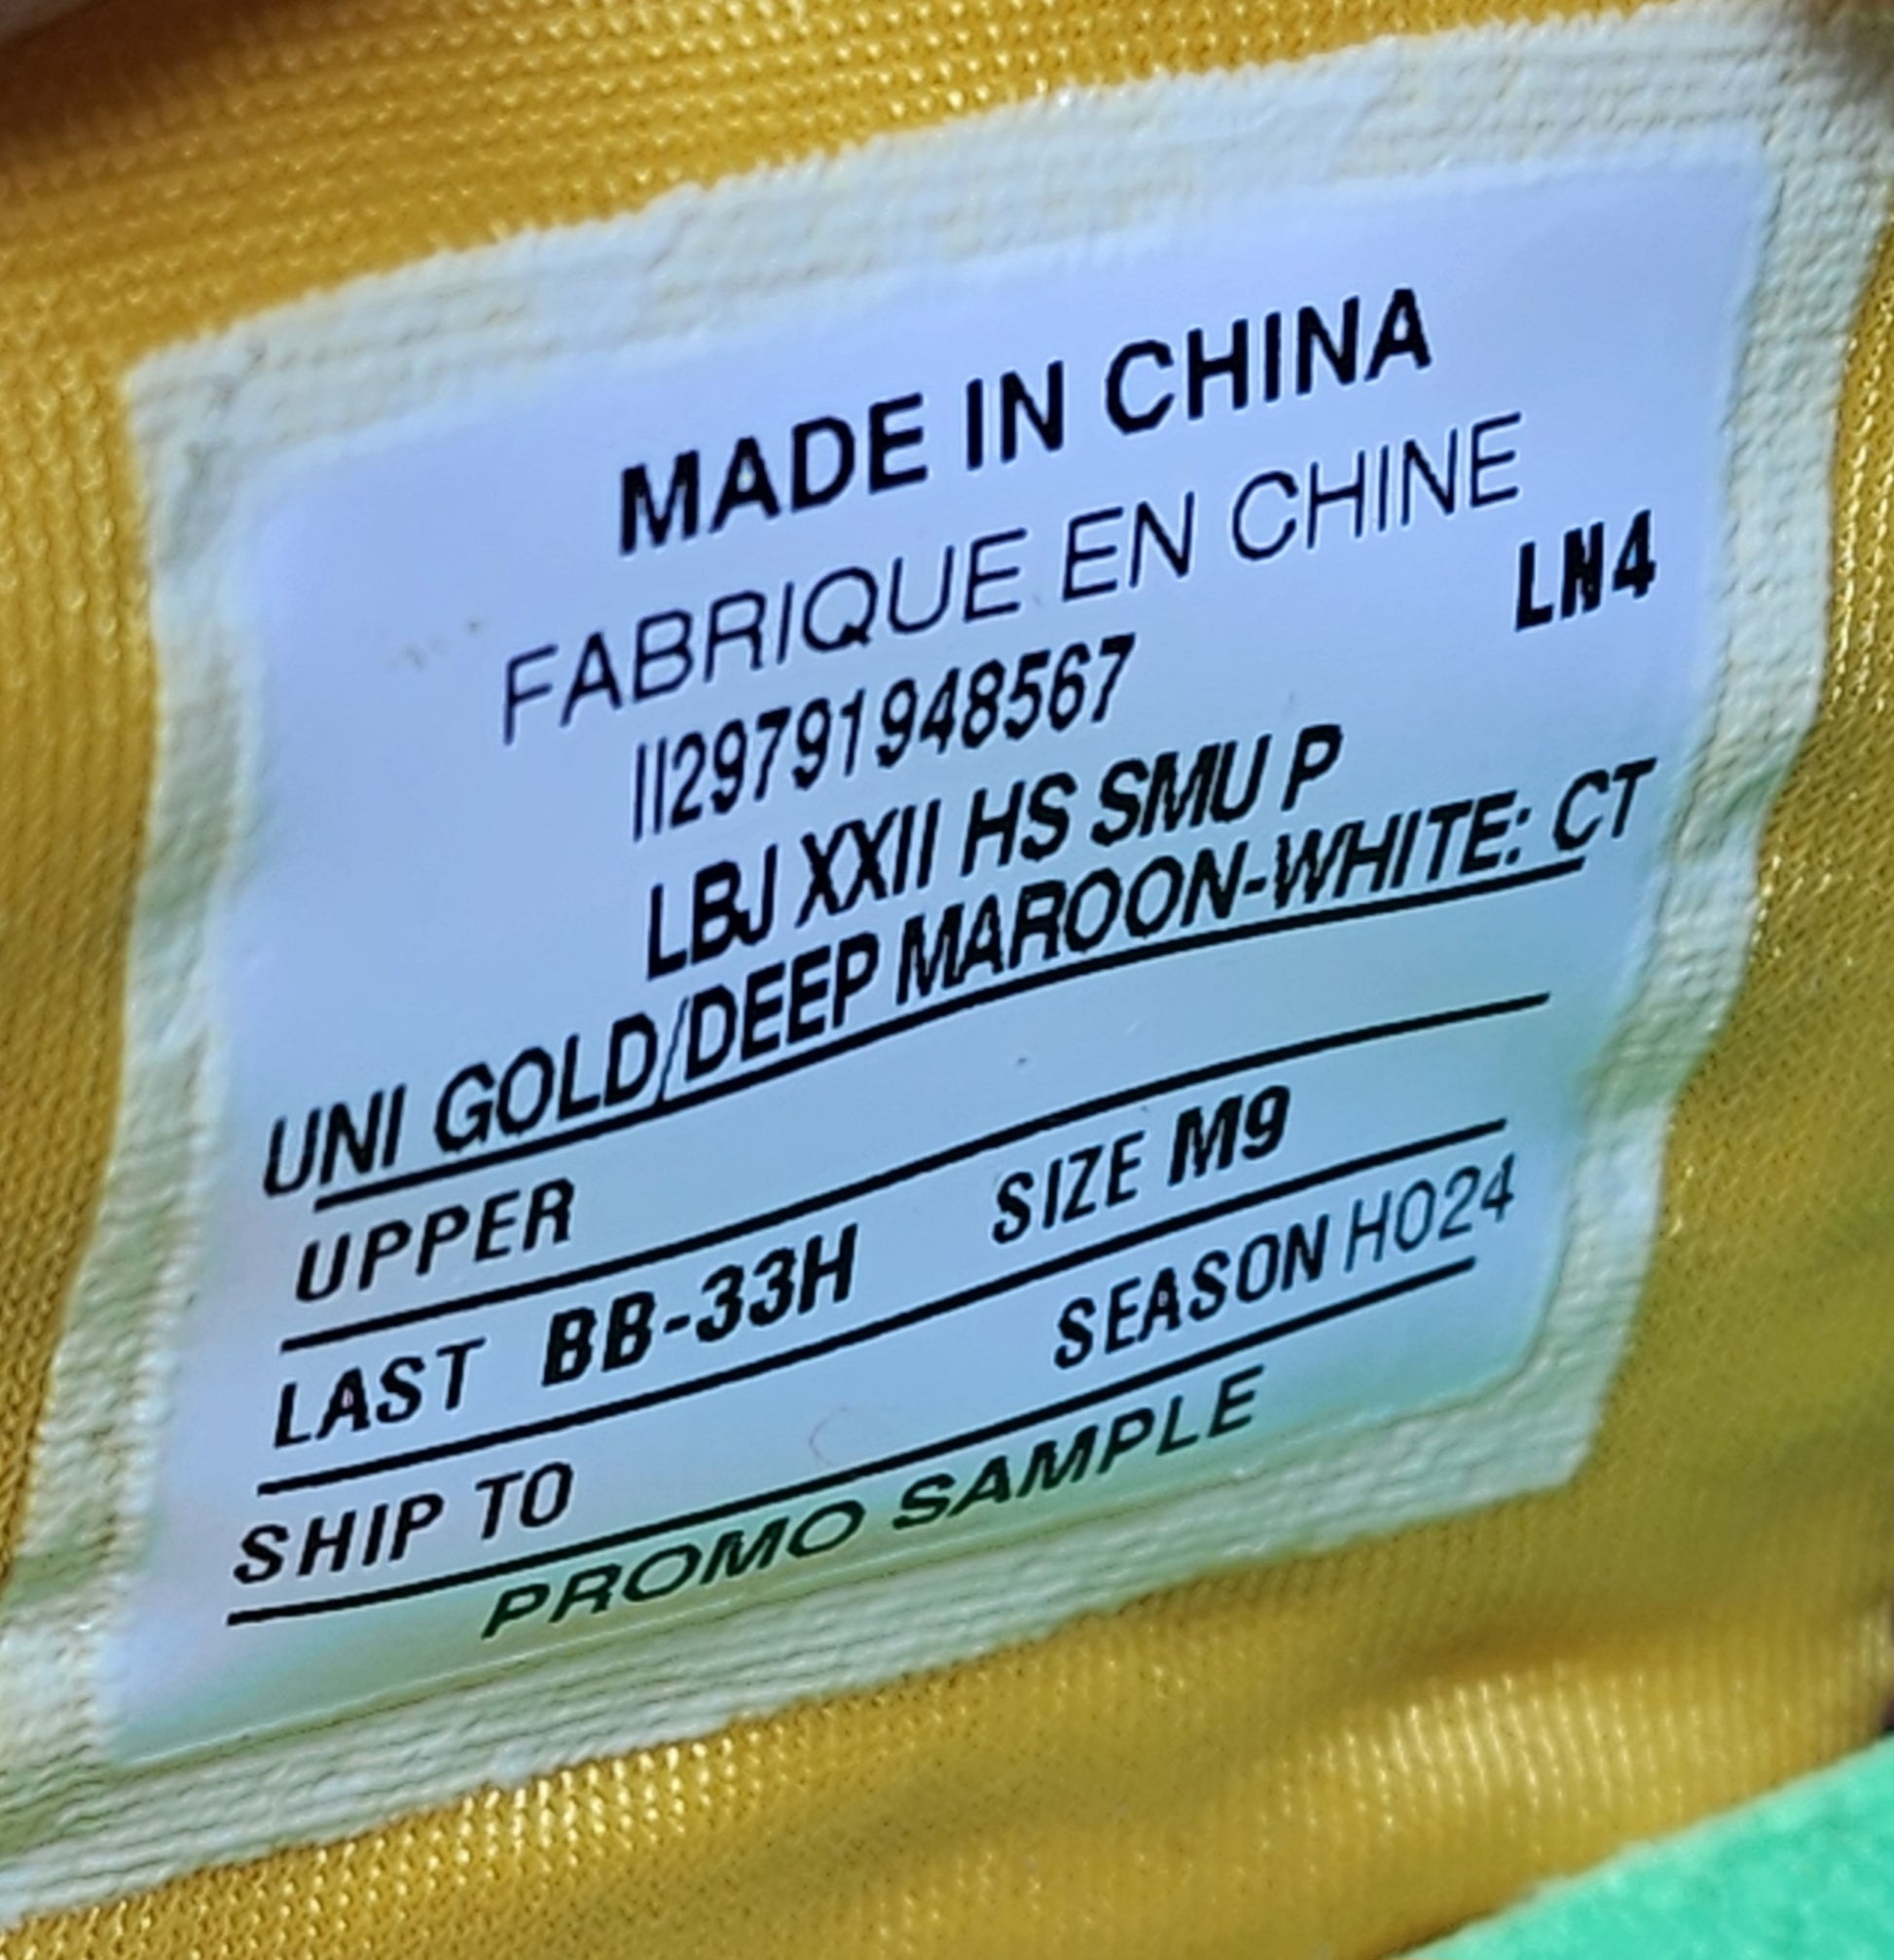 MADE IN CHINA
FABRIQUE EN CHINE
LN4
1129791948567
LBJ XXII HS SMU P
UNI GOLD/DEEP MAROON-WHITE: CT
UPPER
LAST BB-33H SIZE M9
SHIP TO SEASON HO24
PROMO SAMPLE